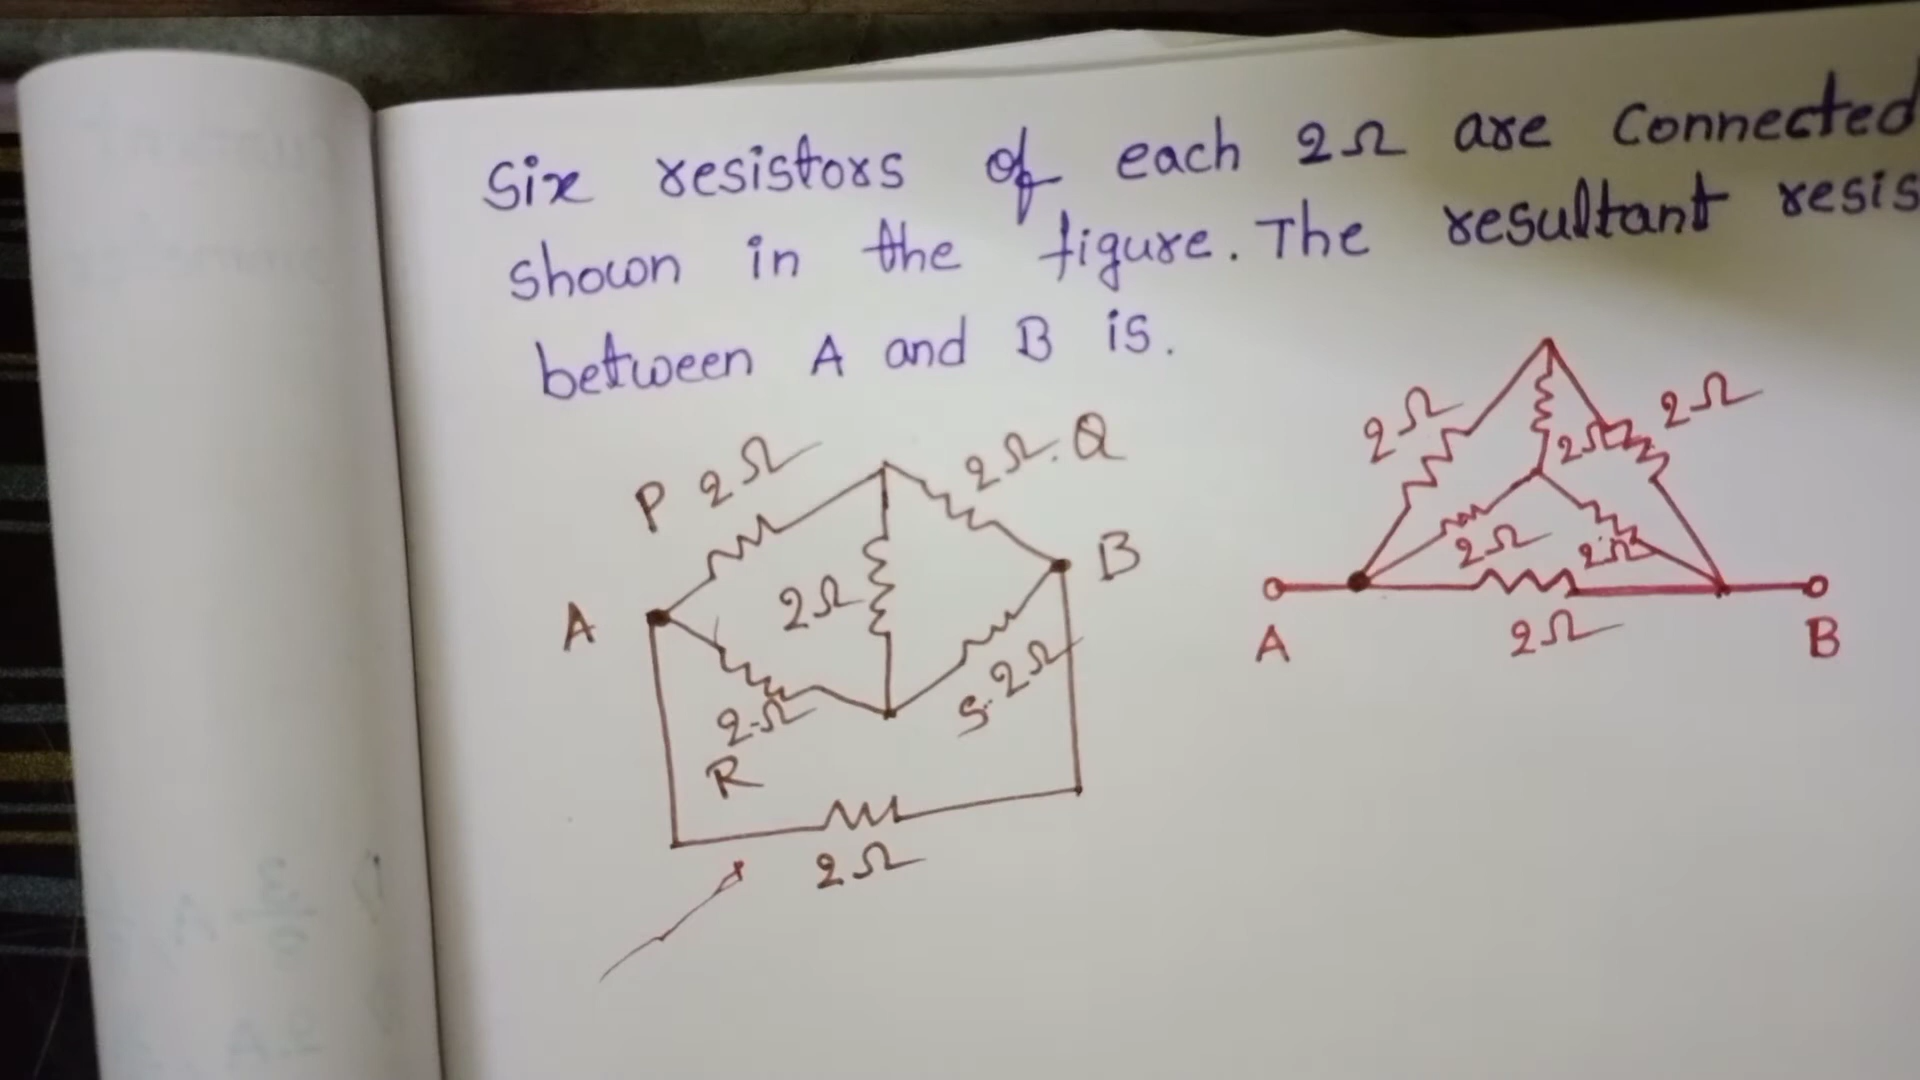 Six resistors of each 2Ω are connected
shown in the figure. The resultant resis
between A and B is.
P 2Ω
2Ω. Q
A
B
2Ω
2Ω
R
S. 2Ω
2Ω
2Ω
2Ω
2Ω
2Ω
2Ω
2Ω
A
B